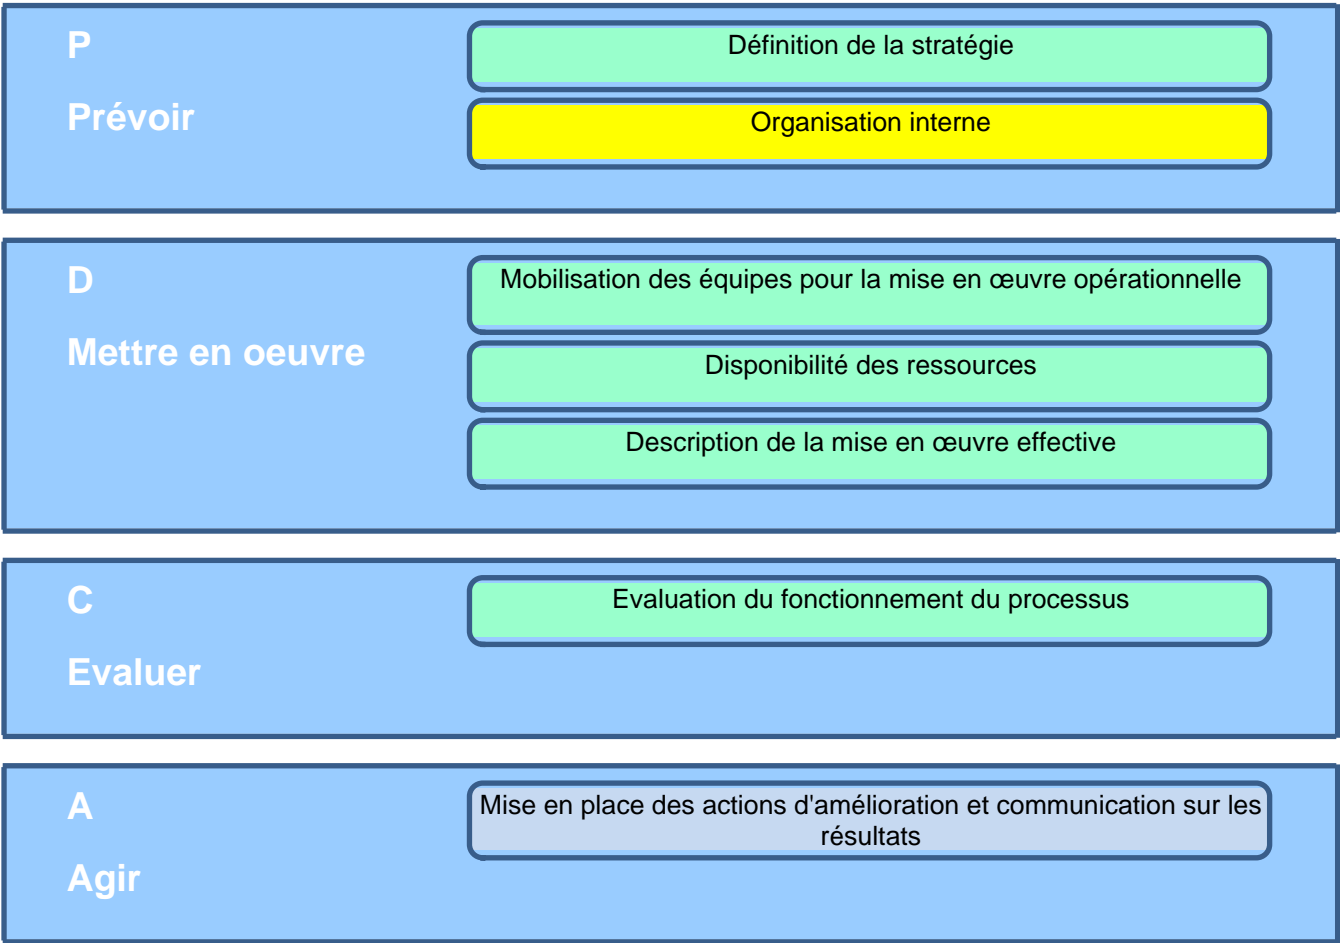 P
Prévoir
Définition de la stratégie
Organisation interne
D
Mettre en oeuvre
Mobilisation des équipes pour la mise en œuvre opérationnelle
Disponibilité des ressources
Description de la mise en œuvre effective
C
Evaluer
Evaluation du fonctionnement du processus
A
Agir
Mise en place des actions d'amélioration et communication sur les
résultats